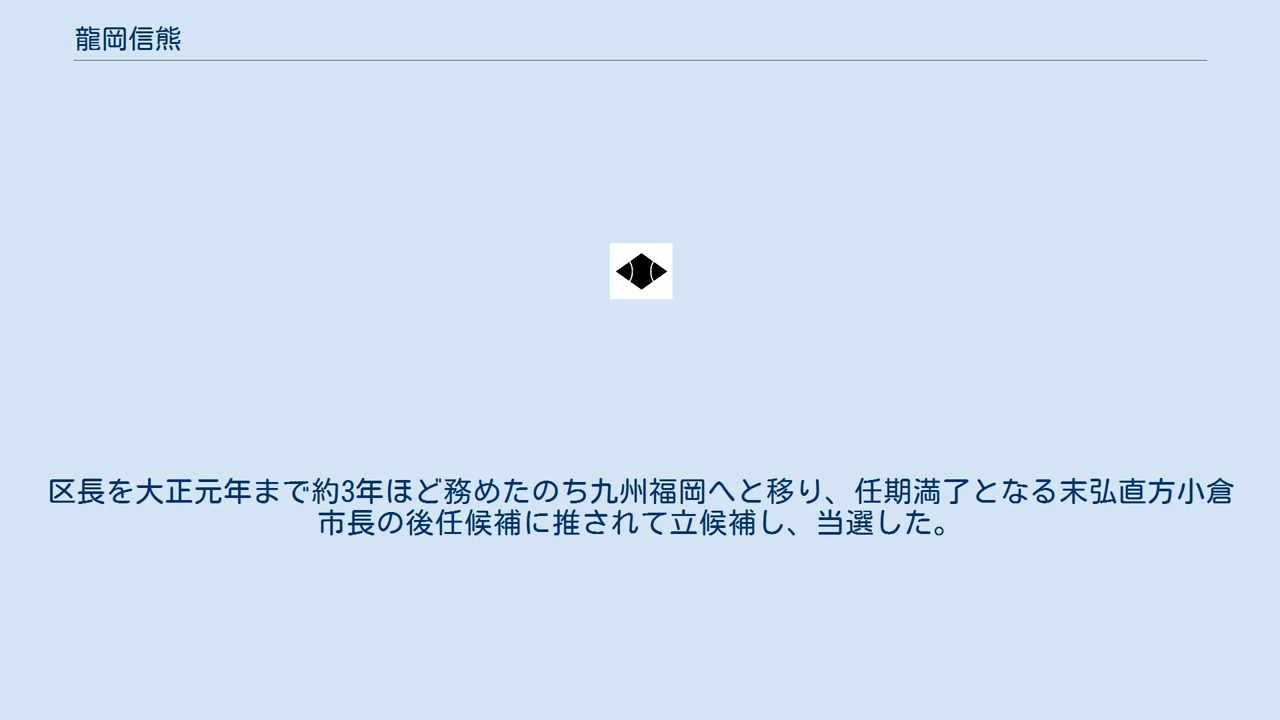 龍岡信熊
区長を大正元年まで約3年ほど務めたのち九州福岡へと移り、任期満了となる末弘直方小倉
市長の後任候補に推されて立候補し、当選した。